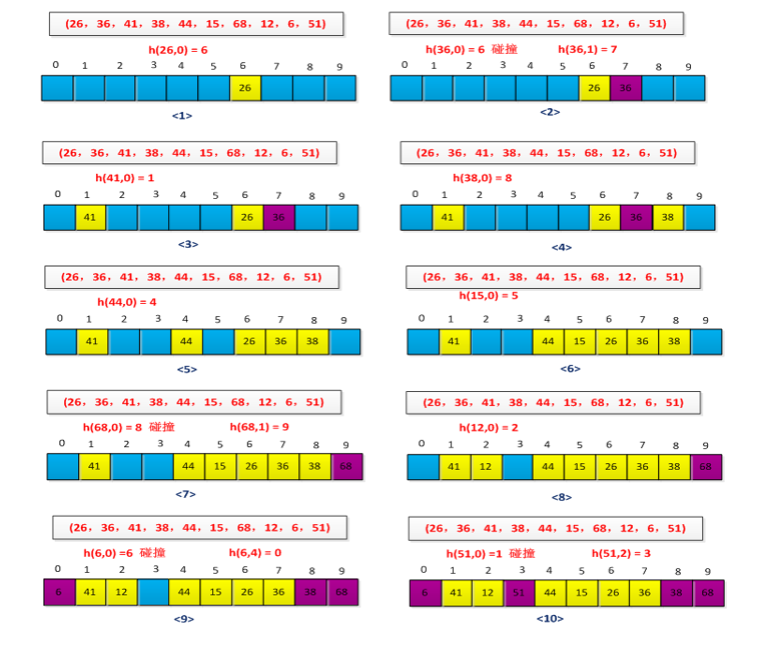 (26，36，41，38，44，15，68，12，6，51)
h(26,0) = 6
0 1 2 3 4 5 6 7 8 9
26
<1>
(26，36，41，38，44，15，68，12，6，51)
h(36,0) = 6 碰撞 h(36,1) = 7
0 1 2 3 4 5 6 7 8 9
26 36
<2>
(26，36，41，38，44，15，68，12，6，51)
h(41,0) = 1
0 1 2 3 4 5 6 7 8 9
41 26 36
<3>
(26，36，41，38，44，15，68，12，6，51)
h(38,0) = 8
0 1 2 3 4 5 6 7 8 9
41 26 36 38
<4>
(26，36，41，38，44，15，68，12，6，51)
h(44,0) = 4
0 1 2 3 4 5 6 7 8 9
41 44 26 36 38
<5>
(26，36，41，38，44，15，68，12，6，51)
h(15,0) = 5
0 1 2 3 4 5 6 7 8 9
41 44 15 26 36 38
<6>
(26，36，41，38，44，15，68，12，6，51)
h(68,0) = 8 碰撞 h(68,1) = 9
0 1 2 3 4 5 6 7 8 9
41 44 15 26 36 38 68
<7>
(26，36，41，38，44，15，68，12，6，51)
h(12,0) = 2
0 1 2 3 4 5 6 7 8 9
41 12 44 15 26 36 38 68
<8>
(26，36，41，38，44，15，68，12，6，51)
h(6,0) =6 碰撞 h(6,4) = 0
0 1 2 3 4 5 6 7 8 9
6 41 12 44 15 26 36 38 68
<9>
(26，36，41，38，44，15，68，12，6，51)
h(51,0) =1 碰撞 h(51,2) = 3
0 1 2 3 4 5 6 7 8 9
6 41 12 51 44 15 26 36 38 68
<10>